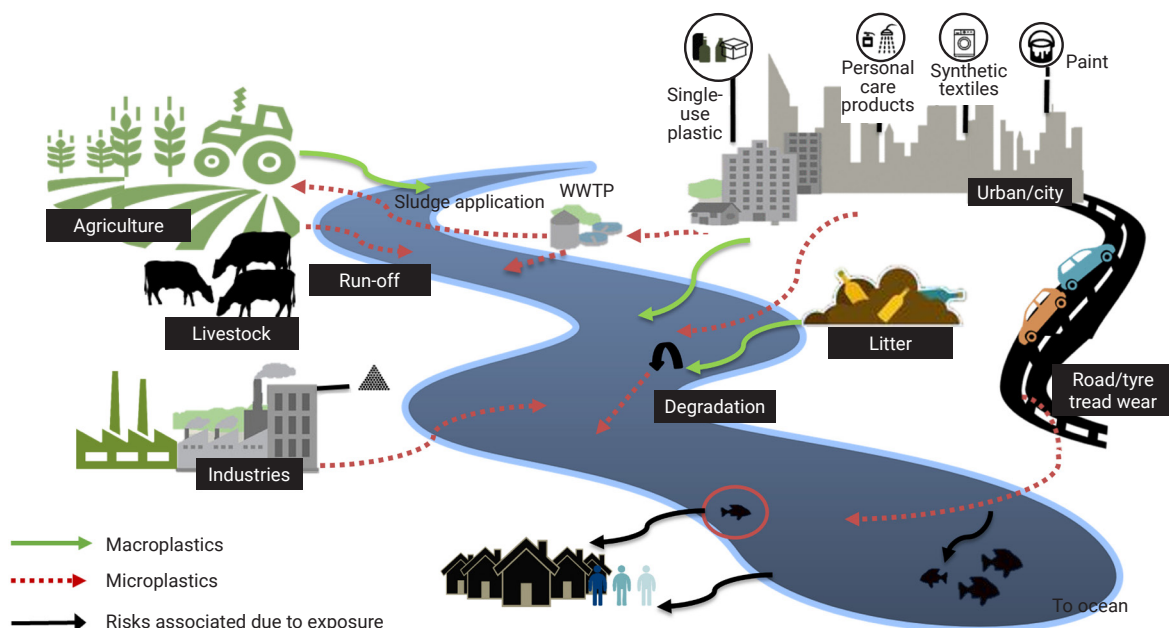 Single-
use
plastic
Personal
care
products
Synthetic
textiles
Paint
Urban/city
WWTP
Sludge application
Agriculture
Run-off
Livestock
Litter
Degradation
Road/tyre
tread wear
Industries
Macroplastics
Microplastics
Risks associated due to exposure
To ocean